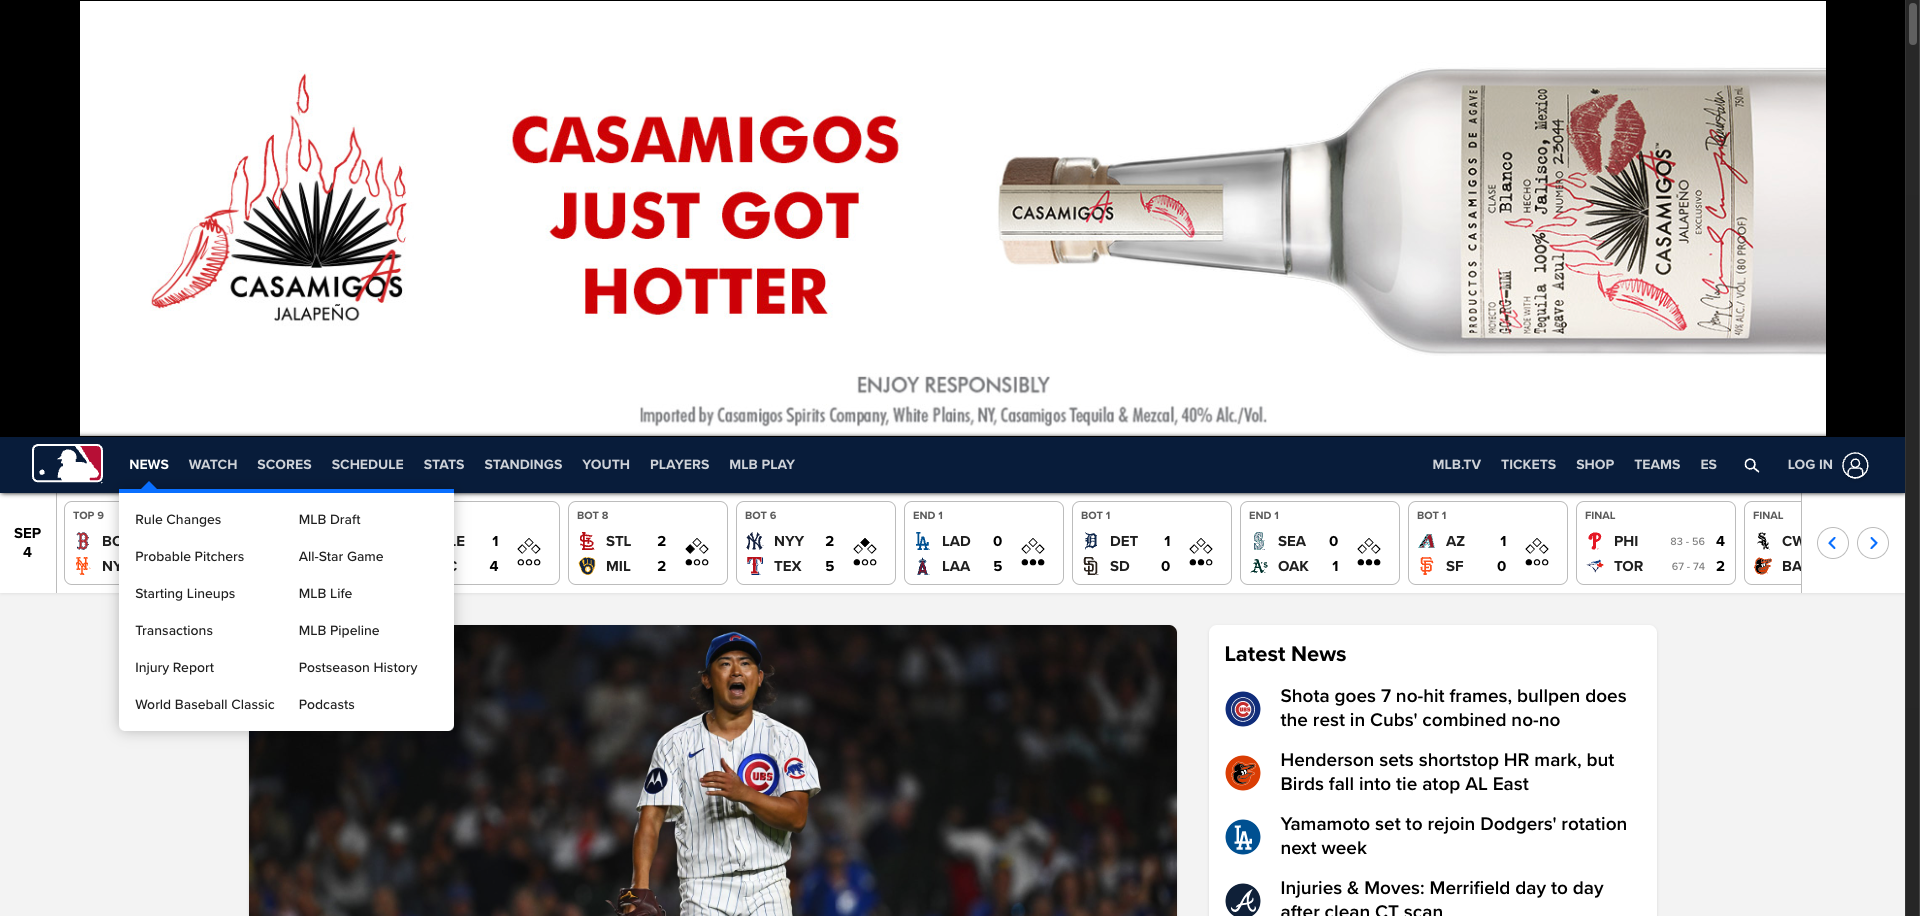 CASAMIGOS
JALAPEÑO
CASAMIGOS
JUST GOT
HOTTER
CASAMIGOS
PRODUCTOS CASAMIGOS DE AGAVE
CLASE
Blanco
HECHO
Jalisco, Mexico
NUMERO 23044
MADE WITH
Tequila 100%
Agave Azul
CASAMIGOS
JALAPEÑO
EXCLUSIVO
40% ALC./ VOL. (80 PROOF)
750 mL
ENJOY RESPONSIBLY
Imported by Casamigos Spirits Company, White Plains, NY, Casamigos Tequila & Mezcal, 40% Alc./Vol.
NEWS WATCH SCORES SCHEDULE STATS STANDINGS YOUTH PLAYERS MLB PLAY MLB.TV TICKETS SHOP TEAMS ES LOG IN
SEP
4
TOP 9
BO
NY
LE 1
C 4
BOT 8
STL 2
MIL 2
BOT 6
NYY 2
TEX 5
END 1
LAD 0
LAA 5
BOT 1
DET 1
SD 0
END 1
SEA 0
OAK 1
BOT 1
AZ 1
SF 0
FINAL
PHI 83 - 56 4
TOR 67 - 74 2
FINAL
CW
BA
Rule Changes
Probable Pitchers
Starting Lineups
Transactions
Injury Report
World Baseball Classic
MLB Draft
All-Star Game
MLB Life
MLB Pipeline
Postseason History
Podcasts
CUBS
Latest News
Shota goes 7 no-hit frames, bullpen does
the rest in Cubs' combined no-no
Henderson sets shortstop HR mark, but
Birds fall into tie atop AL East
Yamamoto set to rejoin Dodgers' rotation
next week
Injuries & Moves: Merrifield day to day
after clean CT scan